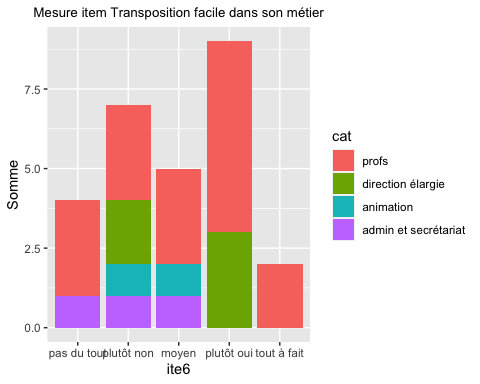 Mesure item Transposition facile dans son métier
Somme
7.5
5.0
2.5
0.0
pas du tout plutôt non moyen plutôt oui tout à fait
ite6
cat
profs
direction élargie
animation
admin et secrétariat